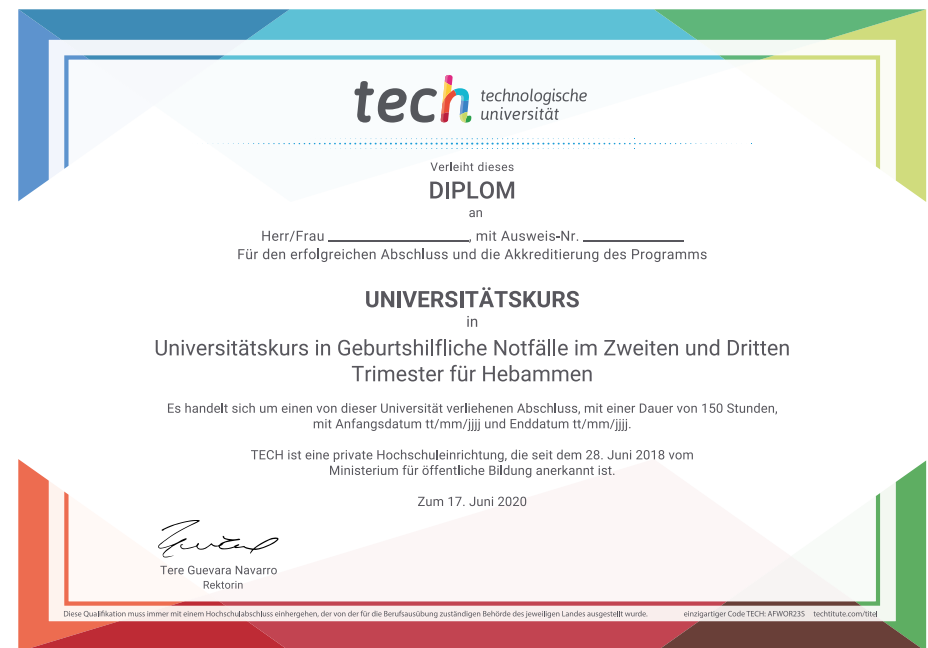 tech technologische
universität
Verleiht dieses
DIPLOM
an
Herr/Frau ____________________, mit Ausweis-Nr. ______________
Für den erfolgreichen Abschluss und die Akkreditierung des Programms
UNIVERSITÄTSKURS
in
Universitätskurs in Geburtshilfliche Notfälle im Zweiten und Dritten
Trimester für Hebammen
Es handelt sich um einen von dieser Universität verliehenen Abschluss, mit einer Dauer von 150 Stunden,
mit Anfangsdatum tt/mm/jjjj und Enddatum tt/mm/jjjj.
TECH ist eine private Hochschuleinrichtung, die seit dem 28. Juni 2018 vom
Ministerium für öffentliche Bildung anerkannt ist.
Zum 17. Juni 2020
Tere Guevara Navarro
Rektorin
Diese Qualifikation muss immer mit einem Hochschulabschluss einhergehen, der von der für die Berufsausübung zuständigen Behörde des jeweiligen Landes ausgestellt wurde. einzigartiger Code TECH: AFWOR23S techtitute.com/titel